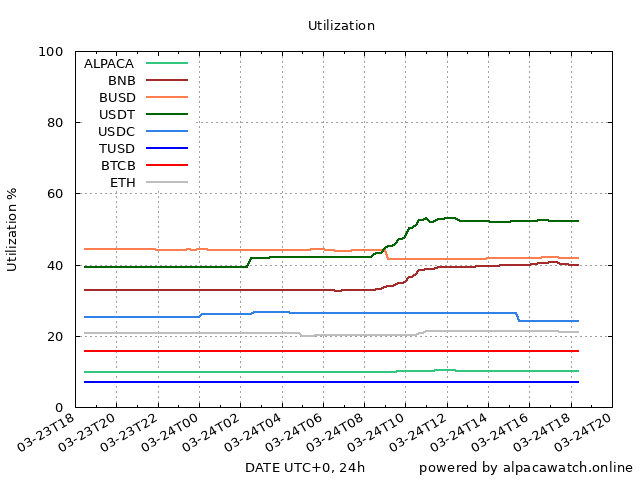 Utilization
Utilization %
100
80
60
40
20
0
ALPACA
BNB
BUSD
USDT
USDC
TUSD
BTCB
ETH
03-23T18
03-23T20
03-23T22
03-24T00
03-24T02
03-24T04
03-24T06
03-24T08
03-24T10
03-24T12
03-24T14
03-24T16
03-24T18
03-24T20
DATE UTC+0, 24h
powered by alpacawatch.online